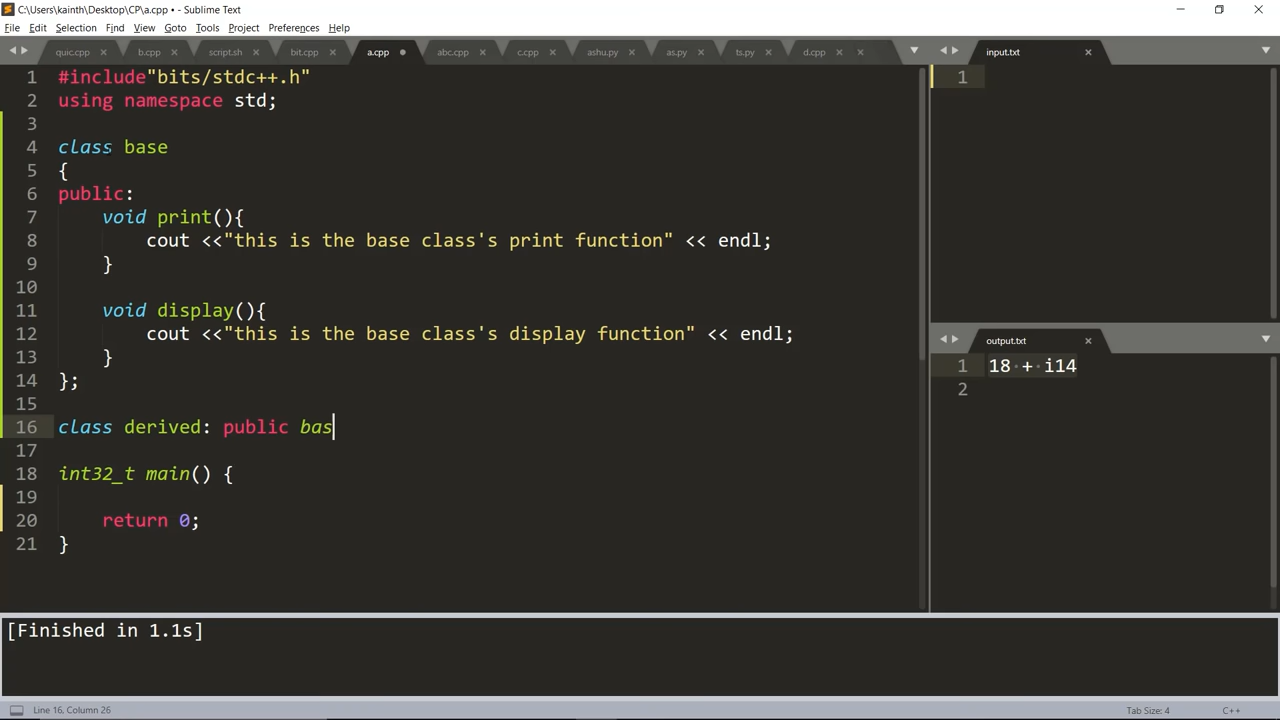 C:\Users\kainth\Desktop\CP\a.cpp • - Sublime Text
File Edit Selection Find View Goto Tools Project Preferences Help
quic.cpp b.cpp script.sh bit.cpp a.cpp abc.cpp c.cpp ashu.py as.py ts.py d.cpp
1 #include"bits/stdc++.h"
2 using namespace std;
3
4 class base
5 {
6 public:
7 void print(){
8 cout <<"this is the base class's print function" << endl;
9 }
10
11 void display(){
12 cout <<"this is the base class's display function" << endl;
13 }
14 };
15
16 class derived: public bas
17
18 int32_t main() {
19
20 return 0;
21 }
input.txt
1
output.txt
1 18 + i14
2
[Finished in 1.1s]
Line 16, Column 26
Tab Size: 4 C++